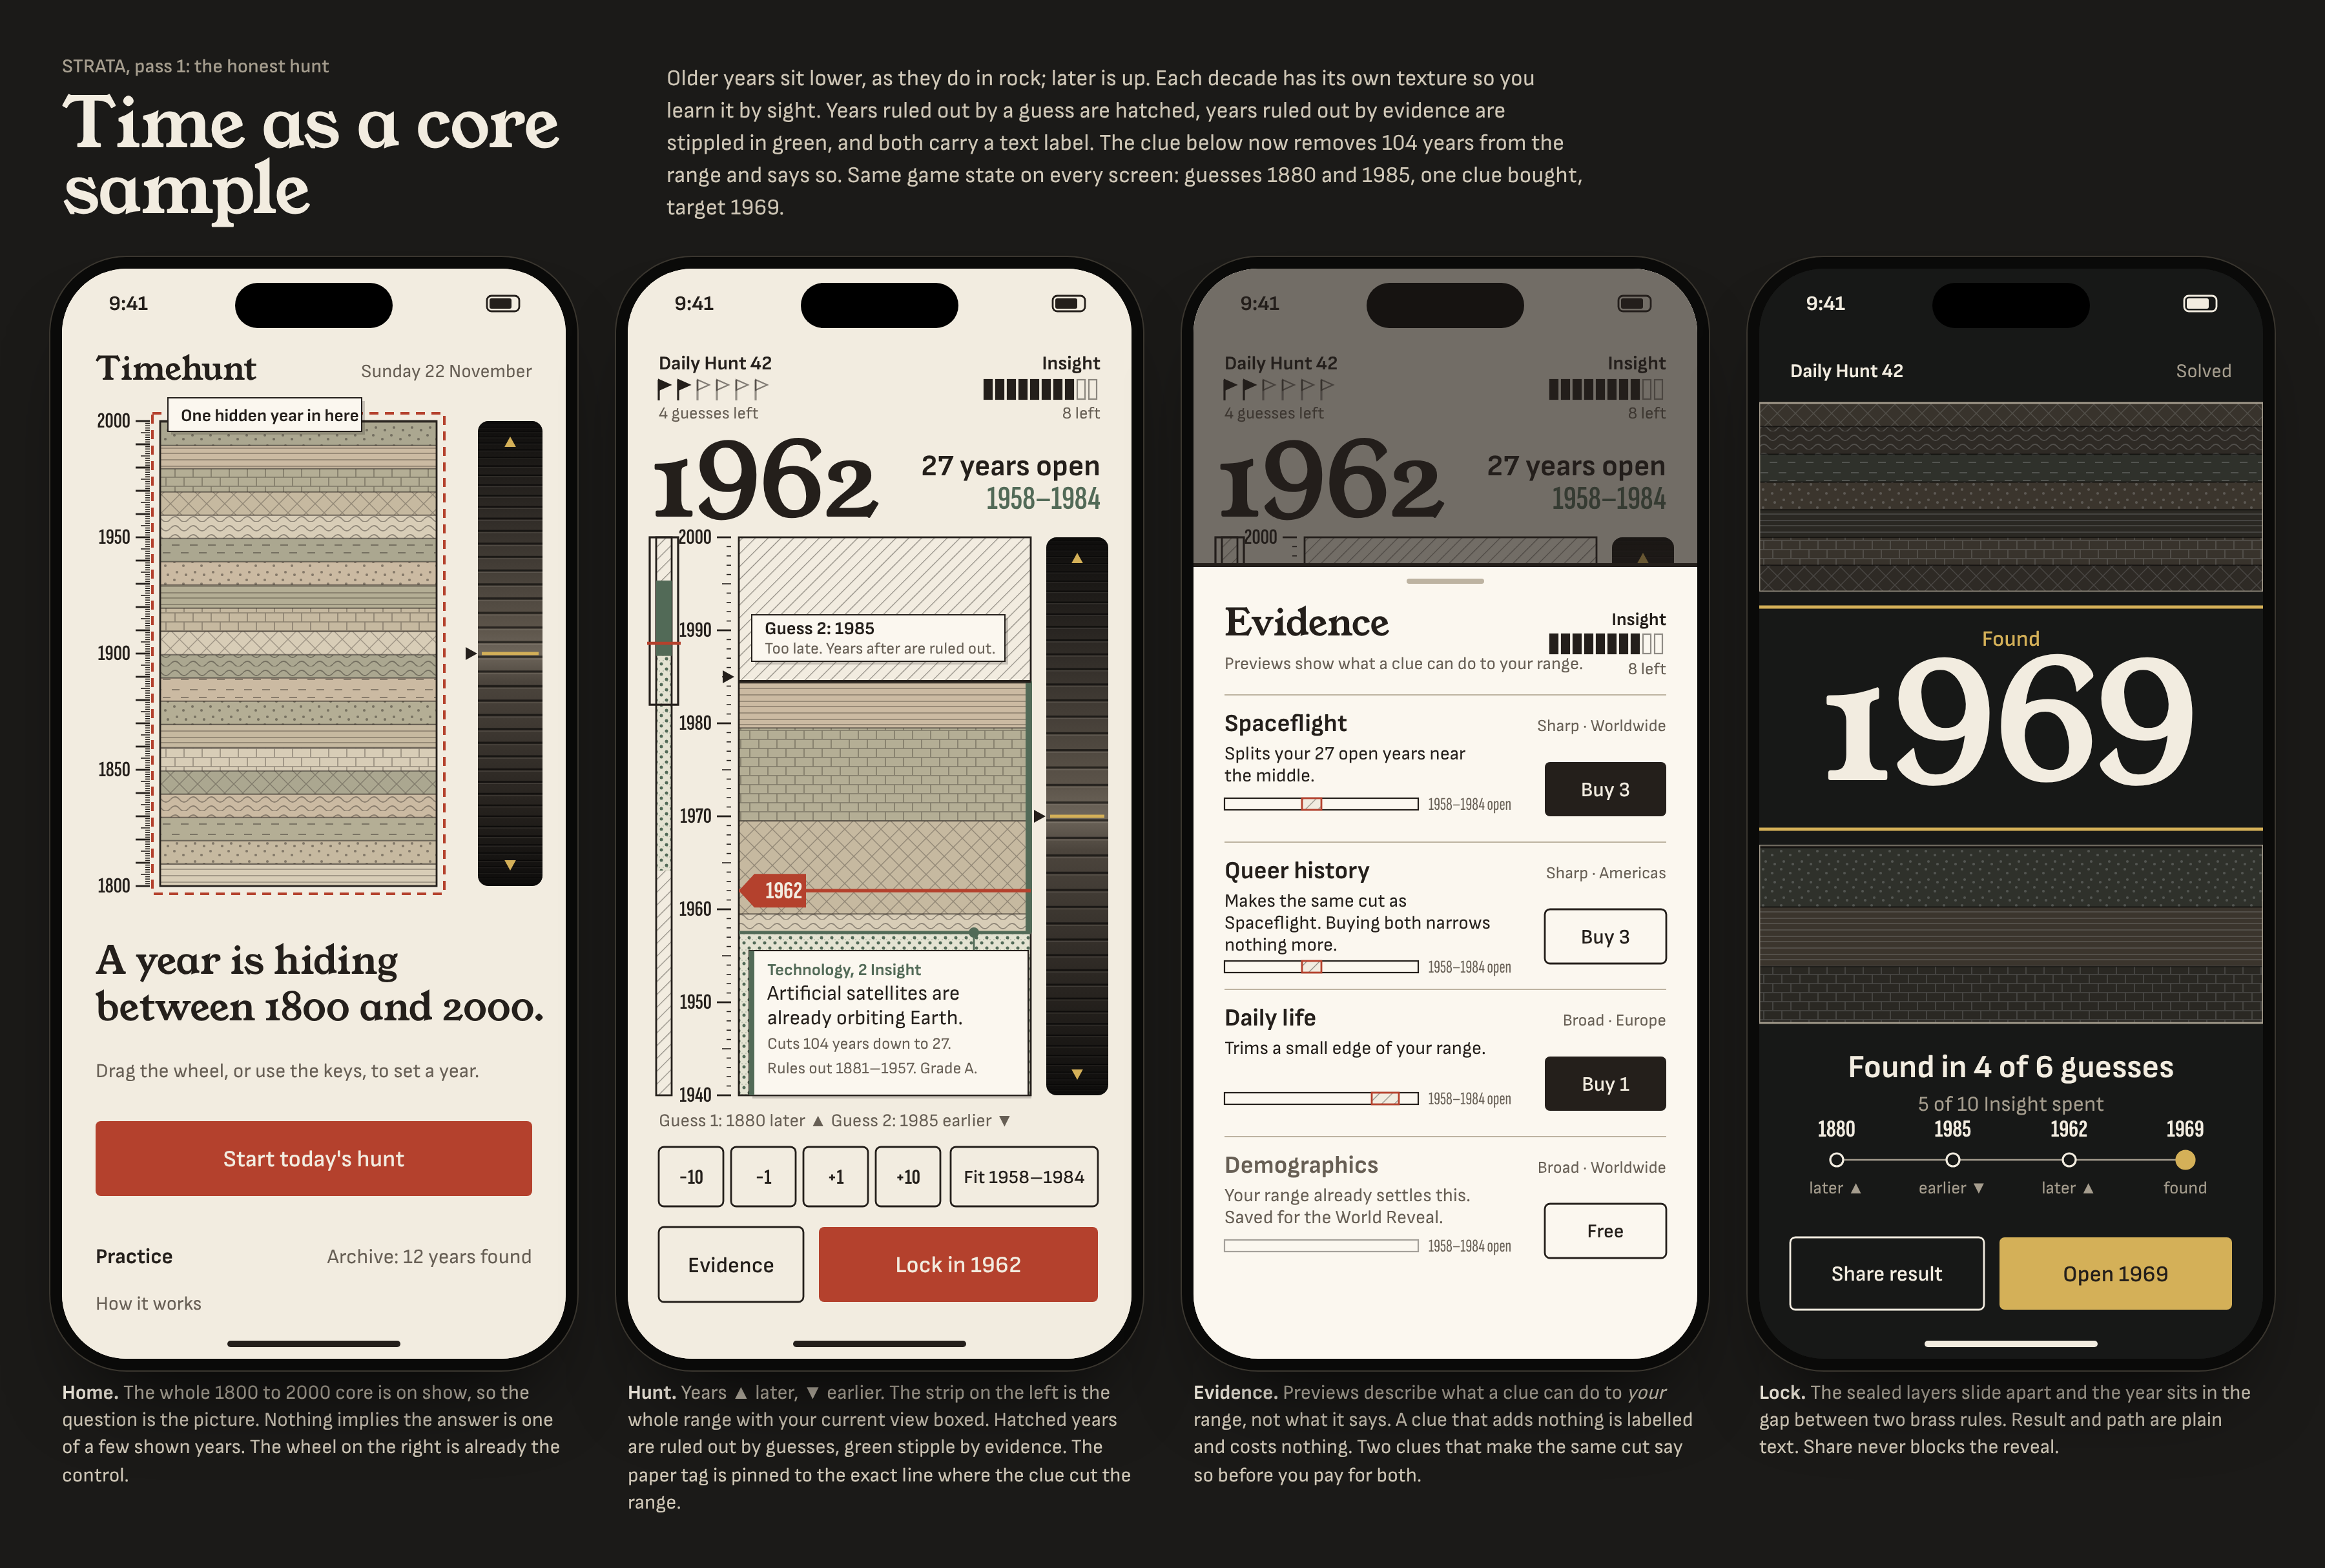 STRATA, pass 1: the honest hunt
Time as a core
sample
Older years sit lower, as they do in rock; later is up. Each decade has its own texture so you
learn it by sight. Years ruled out by a guess are hatched, years ruled out by evidence are
stippled in green, and both carry a text label. The clue below now removes 104 years from the
range and says so. Same game state on every screen: guesses 1880 and 1985, one clue bought,
target 1969.
9:41
Timehunt
Sunday 22 November
One hidden year in here
2000
1950
1900
1850
1800
▲
▼
A year is hiding
between 1800 and 2000.
Drag the wheel, or use the keys, to set a year.
Start today's hunt
Practice
Archive: 12 years found
How it works
Home. The whole 1800 to 2000 core is on show, so the
question is the picture. Nothing implies the answer is one
of a few shown years. The wheel on the right is already the
control.
9:41
Daily Hunt 42
Insight
4 guesses left
8 left
1962
27 years open
1958–1984
2000
1990
1980
1970
1960
1950
1940
Guess 2: 1985
Too late. Years after are ruled out.
1962
Technology, 2 Insight
Artificial satellites are
already orbiting Earth.
Cuts 104 years down to 27.
Rules out 1881–1957. Grade A.
▲
▼
Guess 1: 1880 later ▲ Guess 2: 1985 earlier ▼
-10
-1
+1
+10
Fit 1958–1984
Evidence
Lock in 1962
Hunt. Years ▲ later, ▼ earlier. The strip on the left is the
whole range with your current view boxed. Hatched years
are ruled out by guesses, green stipple by evidence. The
paper tag is pinned to the exact line where the clue cut the
range.
9:41
Daily Hunt 42
Insight
4 guesses left
8 left
1962
27 years open
1958–1984
2000
▲
Evidence
Insight
Previews show what a clue can do to your range.
8 left
Spaceflight
Sharp · Worldwide
Splits your 27 open years near
the middle.
1958–1984 open
Buy 3
Queer history
Sharp · Americas
Makes the same cut as
Spaceflight. Buying both narrows
nothing more.
1958–1984 open
Buy 3
Daily life
Broad · Europe
Trims a small edge of your range.
1958–1984 open
Buy 1
Demographics
Broad · Worldwide
Your range already settles this.
Saved for the World Reveal.
1958–1984 open
Free
Evidence. Previews describe what a clue can do to your
range, not what it says. A clue that adds nothing is labelled
and costs nothing. Two clues that make the same cut say
so before you pay for both.
9:41
Daily Hunt 42
Solved
Found
1969
Found in 4 of 6 guesses
5 of 10 Insight spent
1880
1985
1962
1969
later ▲
earlier ▼
later ▲
found
Share result
Open 1969
Lock. The sealed layers slide apart and the year sits in the
gap between two brass rules. Result and path are plain
text. Share never blocks the reveal.